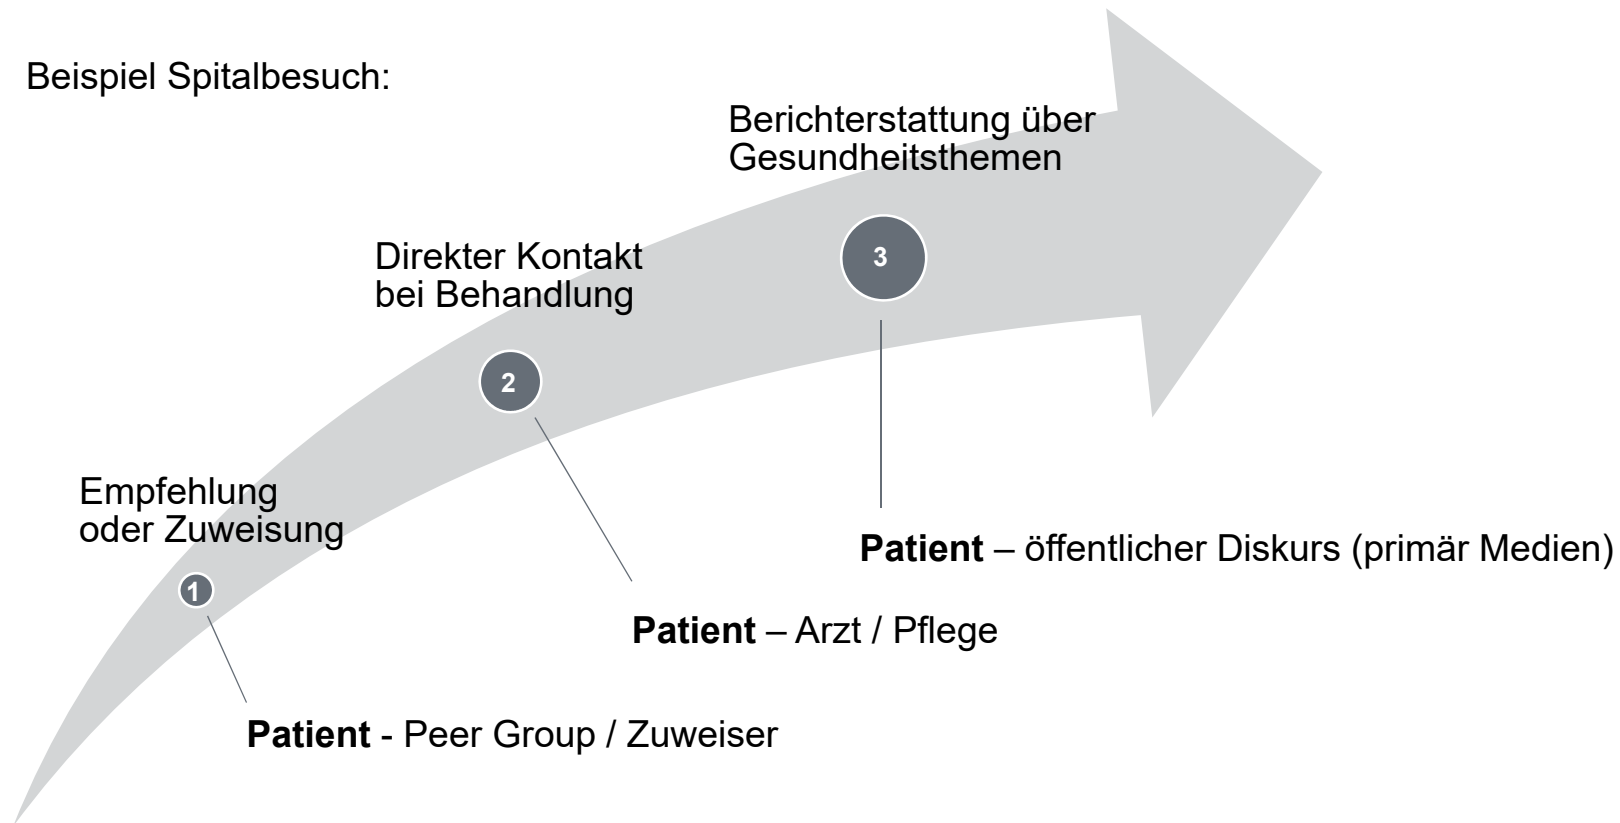 Beispiel Spitalbesuch:
Berichterstattung über
Gesundheitsthemen
3
Direkter Kontakt
bei Behandlung
2
Empfehlung
oder Zuweisung
1
Patient – öffentlicher Diskurs (primär Medien)
Patient – Arzt / Pflege
Patient - Peer Group / Zuweiser